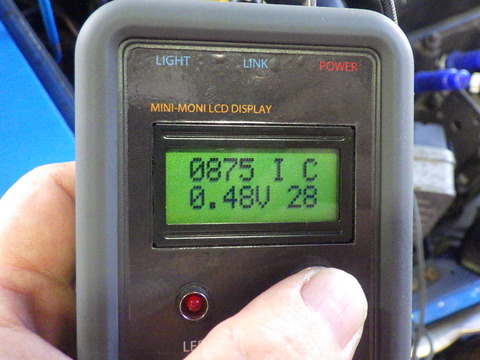 LIGHT LINK POWER
MINI-MONI LCD DISPLAY
0875 I C
0.48V 28